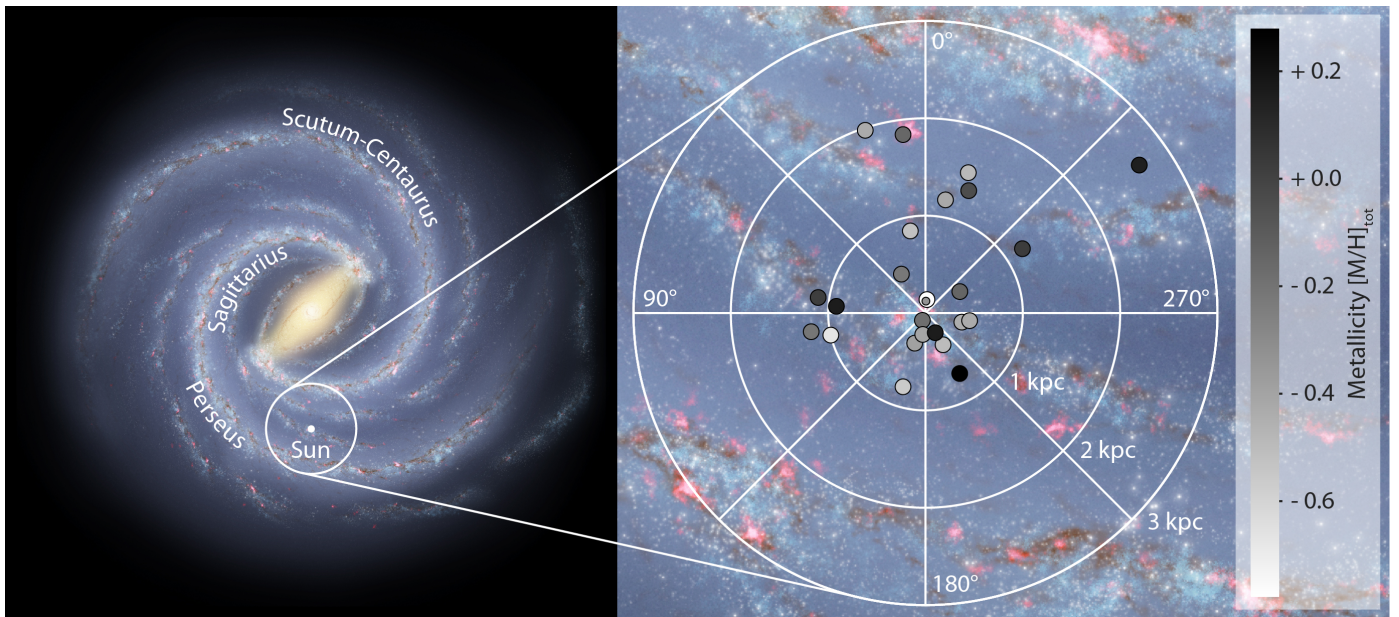 Scutum-Centaurus
Sagittarius
Perseus
Sun
0°
90°
270°
180°
1 kpc
2 kpc
3 kpc
+ 0.2
+ 0.0
- 0.2
- 0.4
- 0.6
Metallicity [M/H]tot